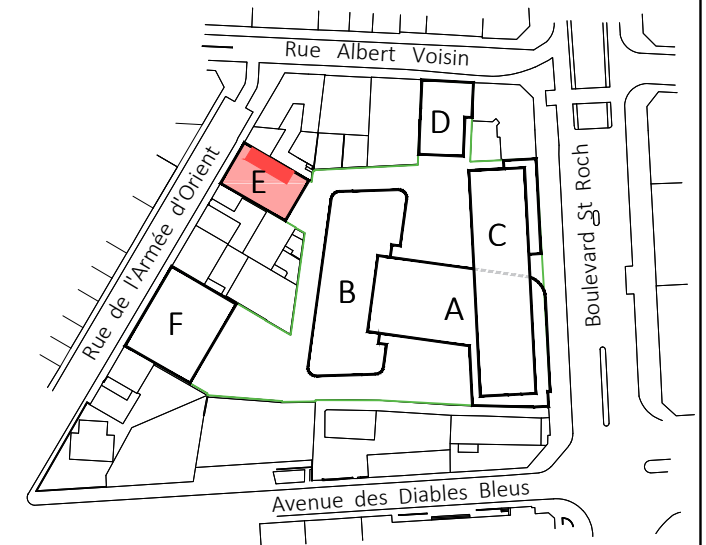 Rue Albert Voisin
D
E
Rue de l'Armée d'Orient
Boulevard St Roch
C
B
A
F
Avenue des Diables Bleus